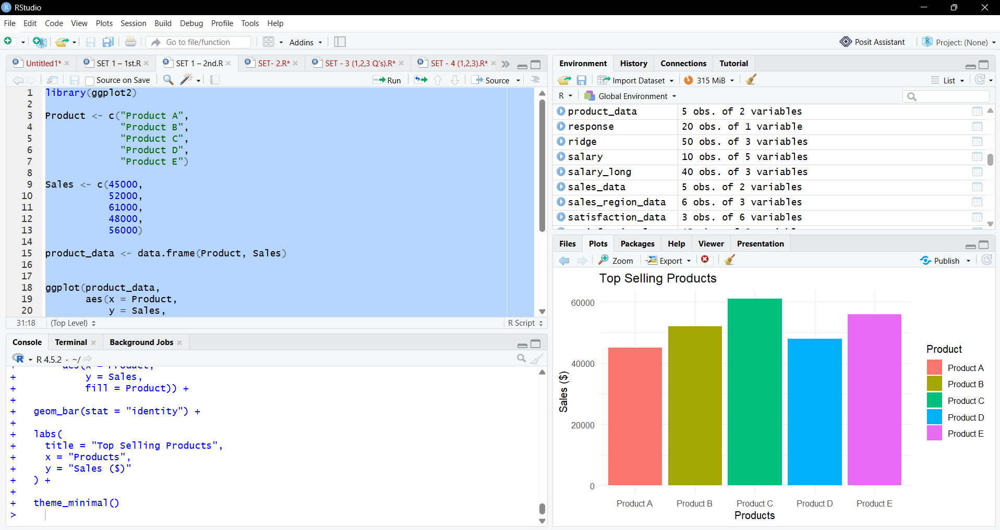 RStudio
File Edit Code View Plots Session Build Debug Profile Tools Help
Go to file/function Addins Posit Assistant Project: (None)
Untitled1* SET 1 – 1st.R SET 1 – 2nd.R SET- 2.R* SET - 3 (1,2,3 Q's).R* SET - 4 (1,2,3).R*
Source on Save Run Source
1 library(ggplot2)
2
3 Product <- c("Product A",
4 "Product B",
5 "Product C",
6 "Product D",
7 "Product E")
8
9 Sales <- c(45000,
10 52000,
11 61000,
12 48000,
13 56000)
14
15 product_data <- data.frame(Product, Sales)
16
17
18 ggplot(product_data,
19 aes(x = Product,
20 y = Sales,
31:18 (Top Level) R Script
Console Terminal Background Jobs
R 4.5.2 · ~/
+ y = Sales,
+ fill = Product)) +
+
+ geom_bar(stat = "identity") +
+
+ labs(
+ title = "Top Selling Products",
+ x = "Products",
+ y = "Sales ($)"
+ ) +
+
+ theme_minimal()
>
Environment History Connections Tutorial
Import Dataset 315 MiB List
R Global Environment
product_data 5 obs. of 2 variables
response 20 obs. of 1 variable
ridge 50 obs. of 3 variables
salary 10 obs. of 5 variables
salary_long 40 obs. of 3 variables
sales_data 5 obs. of 2 variables
sales_region_data 6 obs. of 3 variables
satisfaction_data 3 obs. of 6 variables
Files Plots Packages Help Viewer Presentation
Zoom Export Publish
Top Selling Products
60000
40000
20000
0
Sales ($)
Product A Product B Product C Product D Product E
Products
Product
Product A
Product B
Product C
Product D
Product E